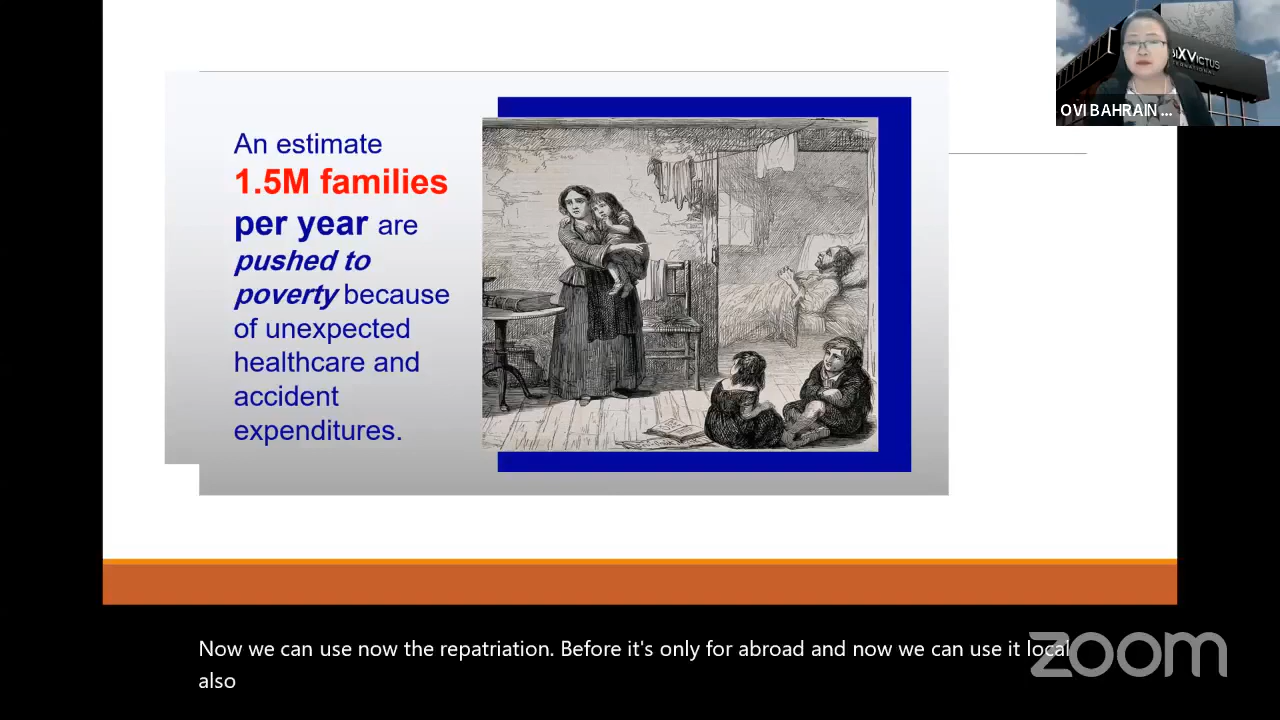 An estimate
1.5M families
per year are
pushed to
poverty because
of unexpected
healthcare and
accident
expenditures.
XVICTUS
OVI BAHRAIN ...
Now we can use now the repatriation. Before it's only for abroad and now we can use it local
also
zoom